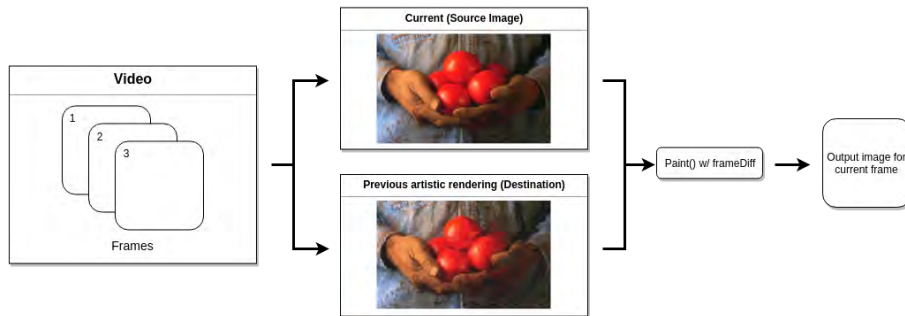 Video
1
2
3
Frames
Current (Source Image)
Previous artistic rendering (Destination)
Paint() w/ frameDiff
Output image for
current frame